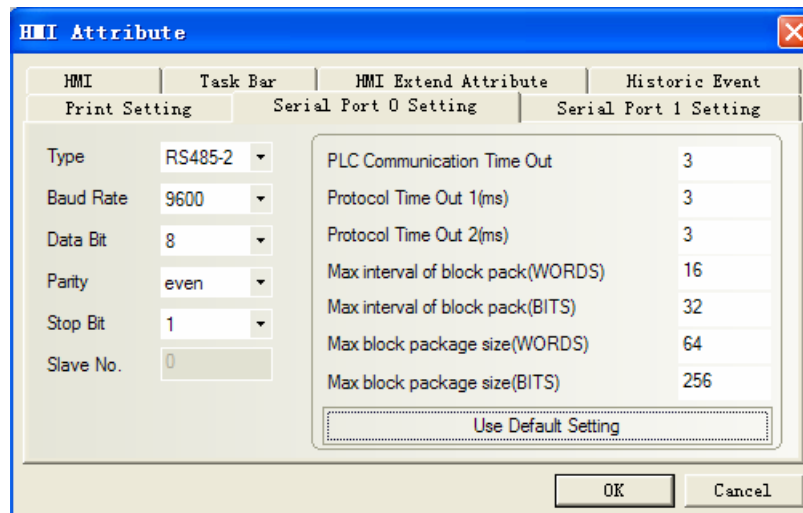 HMI Attribute
HMI Task Bar HMI Extend Attribute Historic Event
Print Setting Serial Port 0 Setting Serial Port 1 Setting
Type RS485-2
Baud Rate 9600
Data Bit 8
Parity even
Stop Bit 1
Slave No. 0
PLC Communication Time Out 3
Protocol Time Out 1(ms) 3
Protocol Time Out 2(ms) 3
Max interval of block pack(WORDS) 16
Max interval of block pack(BITS) 32
Max block package size(WORDS) 64
Max block package size(BITS) 256
Use Default Setting
OK Cancel